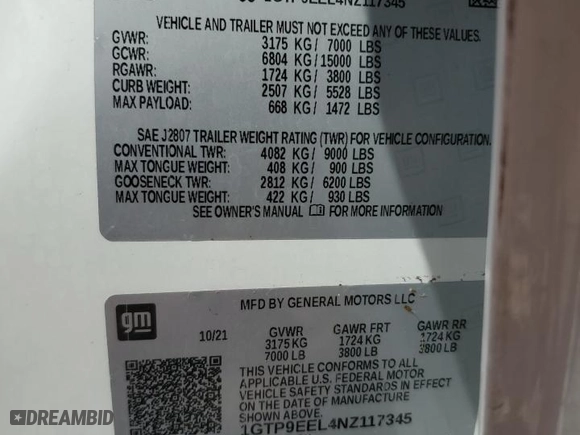 1GTP9EEL4NZ117345
VEHICLE AND TRAILER MUST NOT EXCEED ANY OF THESE VALUES.
GVWR: 3175 KG / 7000 LBS
GCWR: 6804 KG / 15000 LBS
RGAWR: 1724 KG / 3800 LBS
CURB WEIGHT: 2507 KG / 5528 LBS
MAX PAYLOAD: 668 KG / 1472 LBS
SAE J2807 TRAILER WEIGHT RATING (TWR) FOR VEHICLE CONFIGURATION.
CONVENTIONAL TWR: 4082 KG / 9000 LBS
MAX TONGUE WEIGHT: 408 KG / 900 LBS
GOOSENECK TWR: 2812 KG / 6200 LBS
MAX TONGUE WEIGHT: 422 KG / 930 LBS
SEE OWNER'S MANUAL FOR MORE INFORMATION
gm
MFD BY GENERAL MOTORS LLC
10/21 GVWR GAWR FRT GAWR RR
3175 KG 1724 KG 1724 KG
7000 LB 3800 LB 3800 LB
THIS VEHICLE CONFORMS TO ALL
APPLICABLE U.S. FEDERAL MOTOR
VEHICLE SAFETY STANDARDS IN EFFECT
ON THE DATE OF MANUFACTURE
SHOWN ABOVE.
1GTP9EEL4NZ117345
© AutoBidMaster